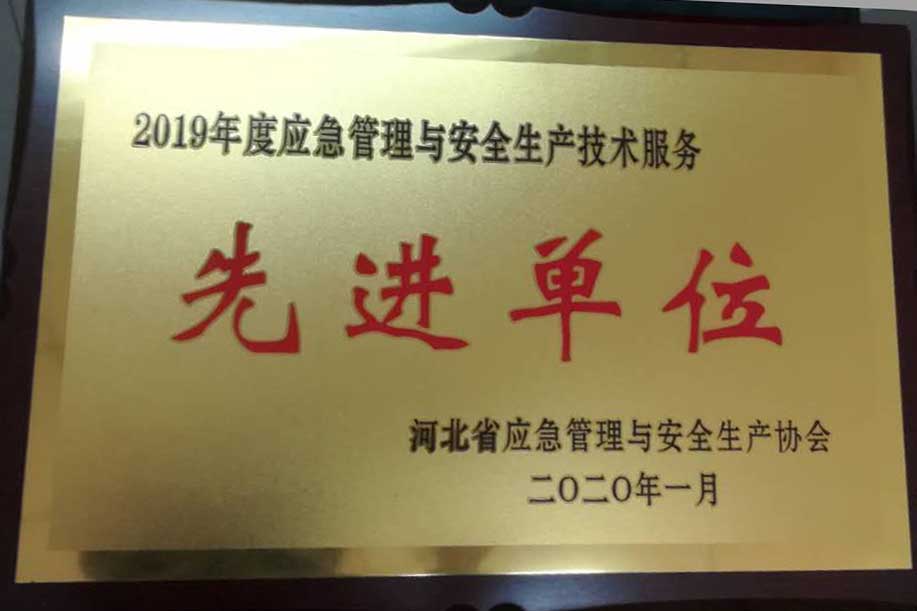 2019年度应急管理与安全生产技术服务
先进单位
河北省应急管理与安全生产协会
二〇二〇年一月